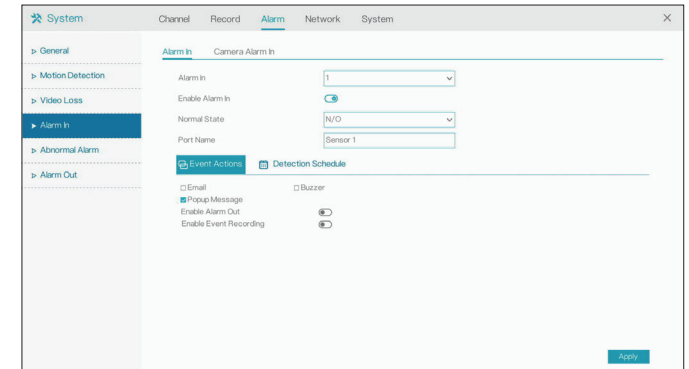 System
Channel Record Alarm Network System
General
Motion Detection
Video Loss
Alarm In
Abnormal Alarm
Alarm Out
Alarm In Camera Alarm In
Alarm In 1
Enable Alarm In
Normal State N/O
Port Name Sensor 1
Event Actions Detection Schedule
Email Buzzer
Popup Message
Enable Alarm Out
Enable Event Recording
Apply